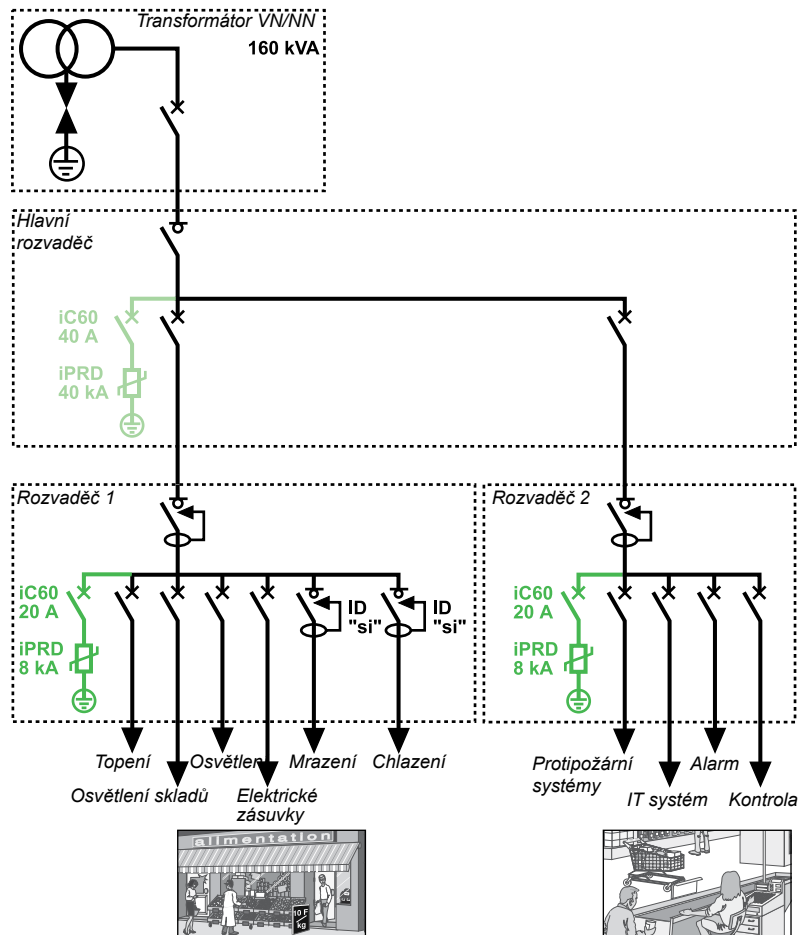 Transformátor VN/NN
160 kVA
Hlavní
rozvaděč
iC60
40 A
iPRD
40 kA
Rozvaděč 1
iC60
20 A
iPRD
8 kA
ID
"si"
ID
"si"
Rozvaděč 2
iC60
20 A
iPRD
8 kA
Topení
Osvětlen
Mrazení
Chlazení
Osvětlení skladů
Elektrické
zásuvky
Protipožární
systémy
Alarm
IT systém
Kontrola
alimentation
10 F
kg